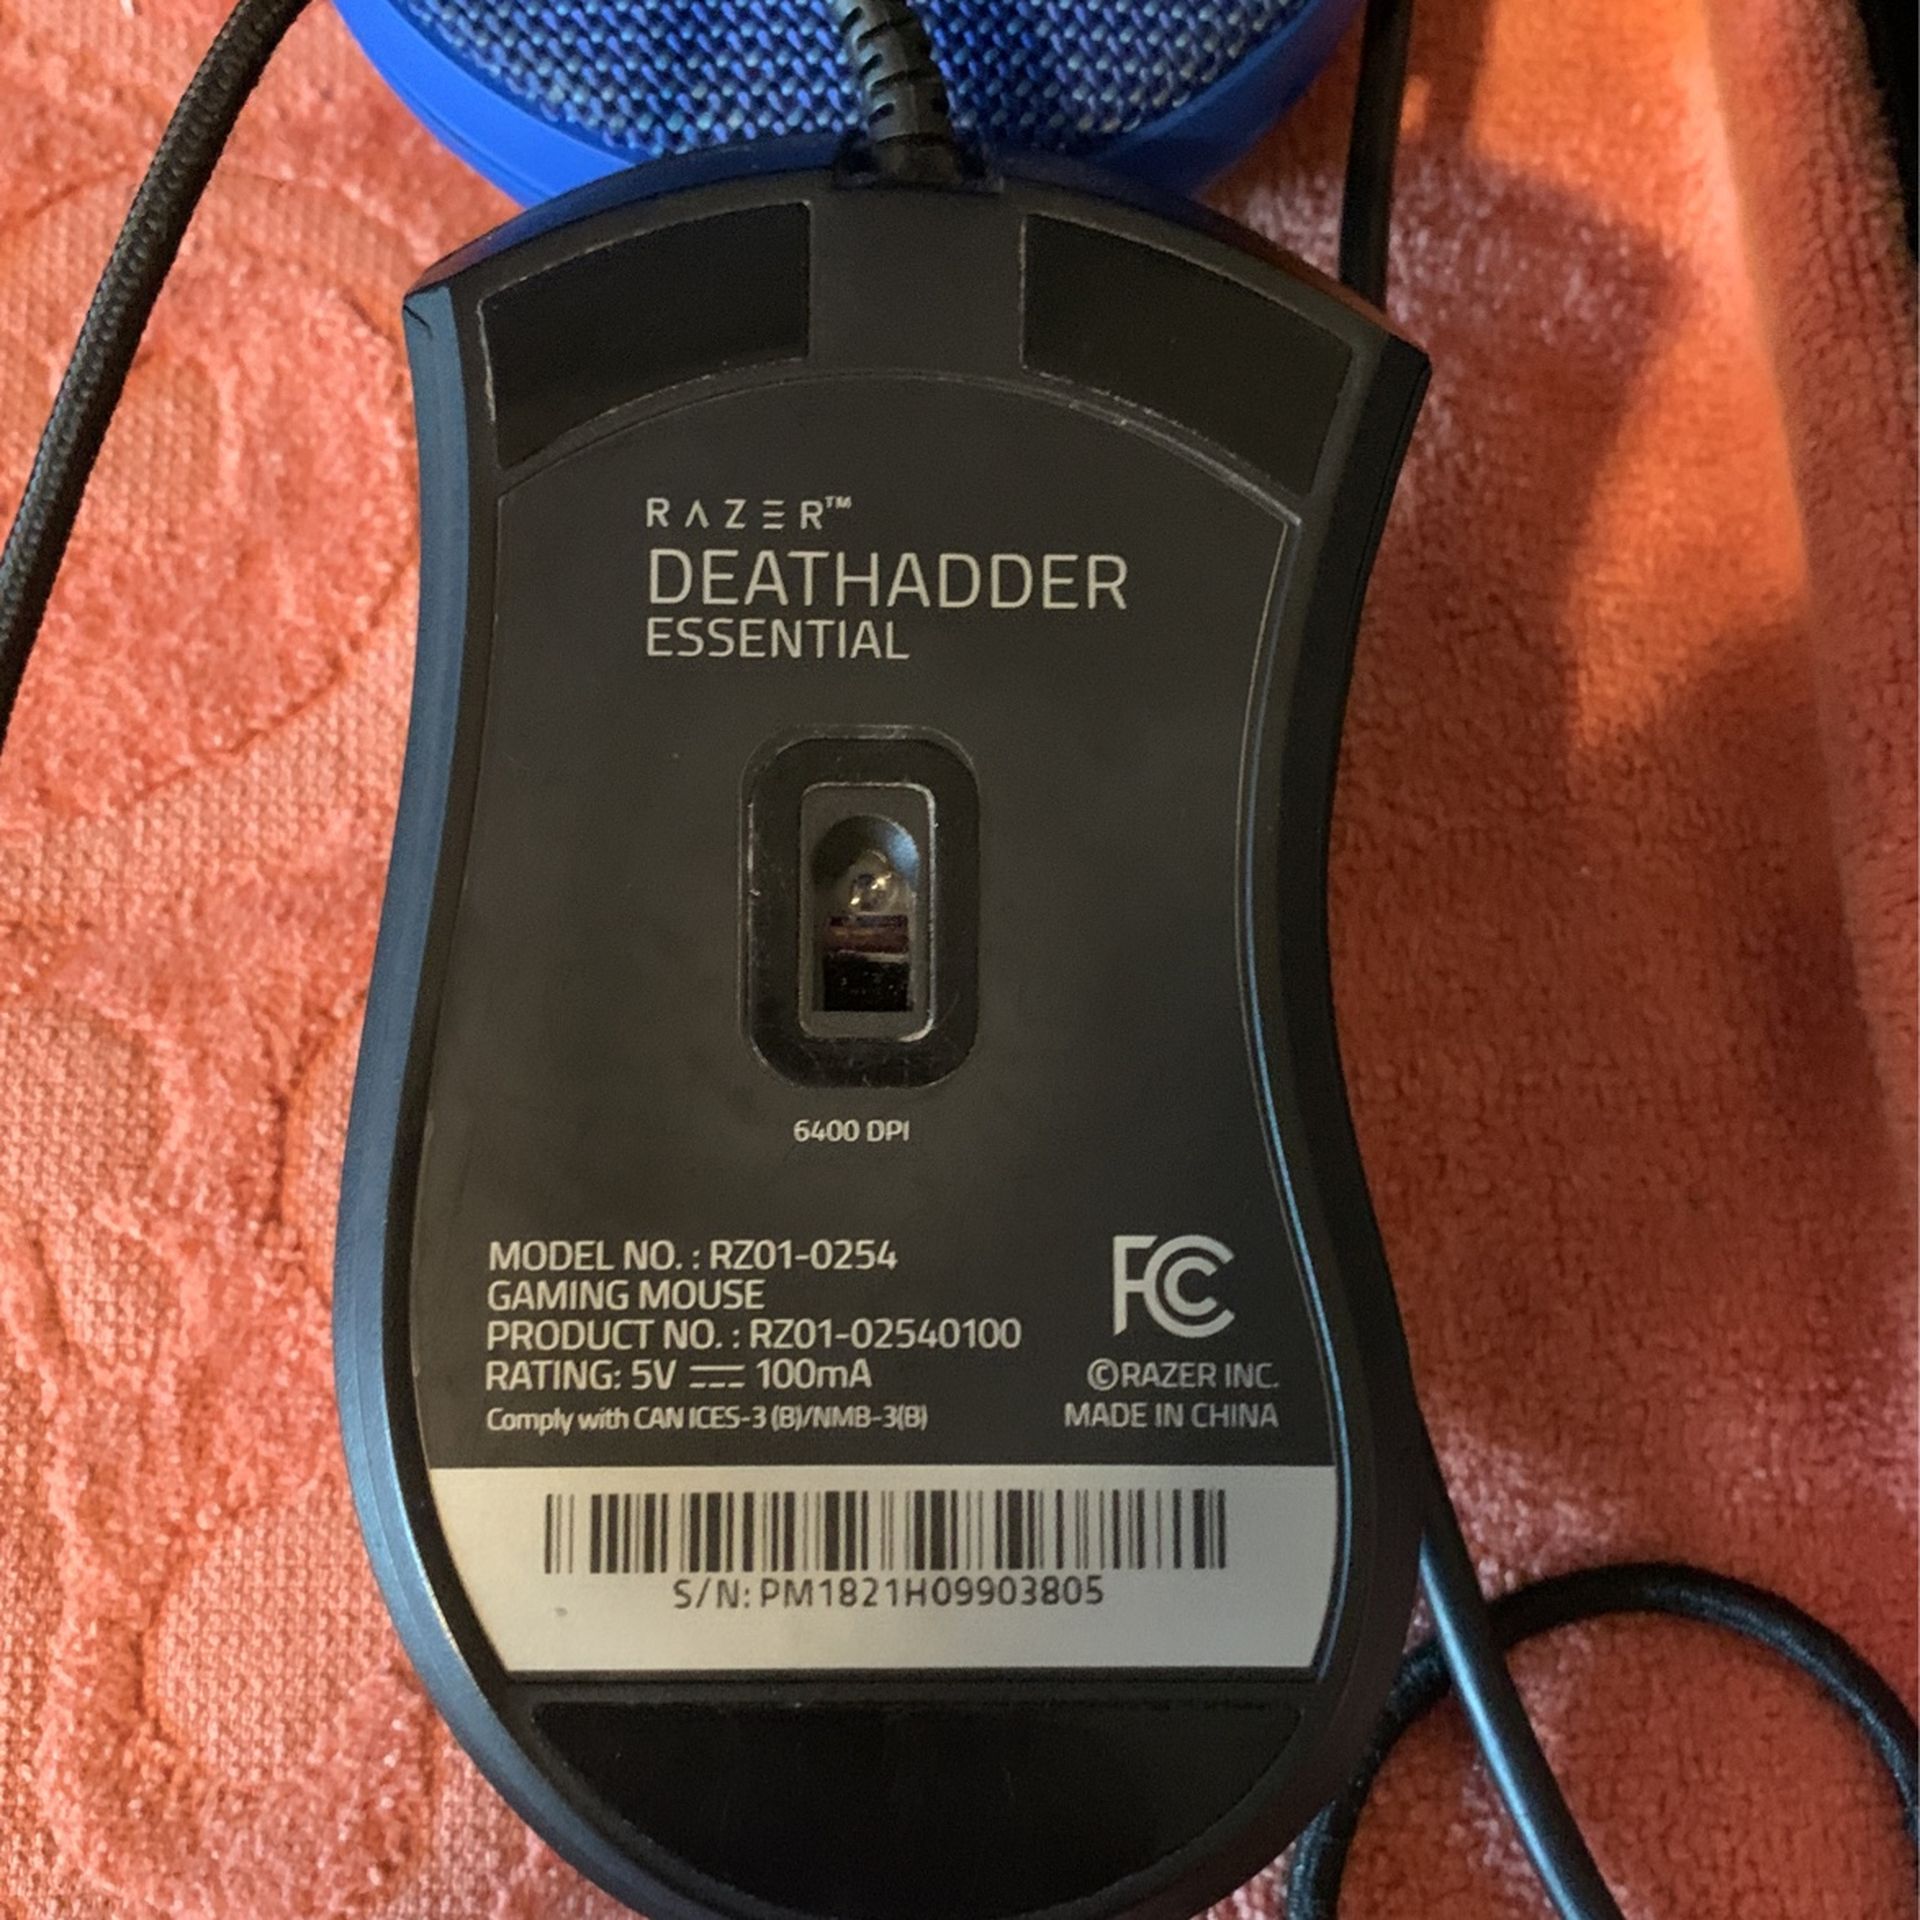 RAZER™
DEATHADDER
ESSENTIAL
6400 DPI
MODEL NO. : RZ01-0254
GAMING MOUSE
PRODUCT NO. : RZ01-02540100
RATING: 5V ⎓ 100mA
Comply with CAN ICES-3 (B)/NMB-3(B)
FC
©RAZER INC.
MADE IN CHINA
S/N: PM1821H09903805